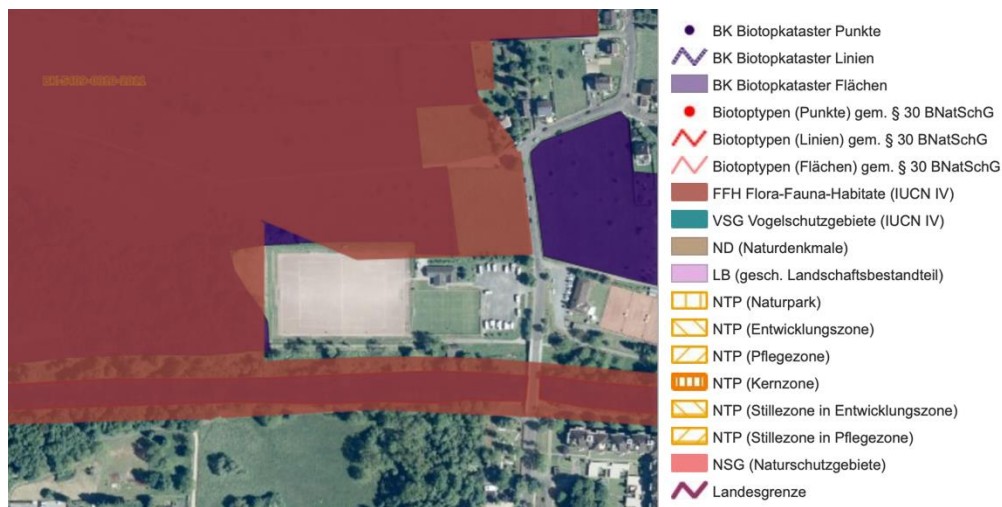 BK Biotopkataster Punkte
BK Biotopkataster Linien
BK Biotopkataster Flächen
Biotoptypen (Punkte) gem. § 30 BNatSchG
Biotoptypen (Linien) gem. § 30 BNatSchG
Biotoptypen (Flächen) gem. § 30 BNatSchG
FFH Flora-Fauna-Habitate (IUCN IV)
VSG Vogelschutzgebiete (IUCN IV)
ND (Naturdenkmale)
LB (gesch. Landschaftsbestandteil)
NTP (Naturpark)
NTP (Entwicklungszone)
NTP (Pflegezone)
NTP (Kernzone)
NTP (Stillezone in Entwicklungszone)
NTP (Stillezone in Pflegezone)
NSG (Naturschutzgebiete)
Landesgrenze